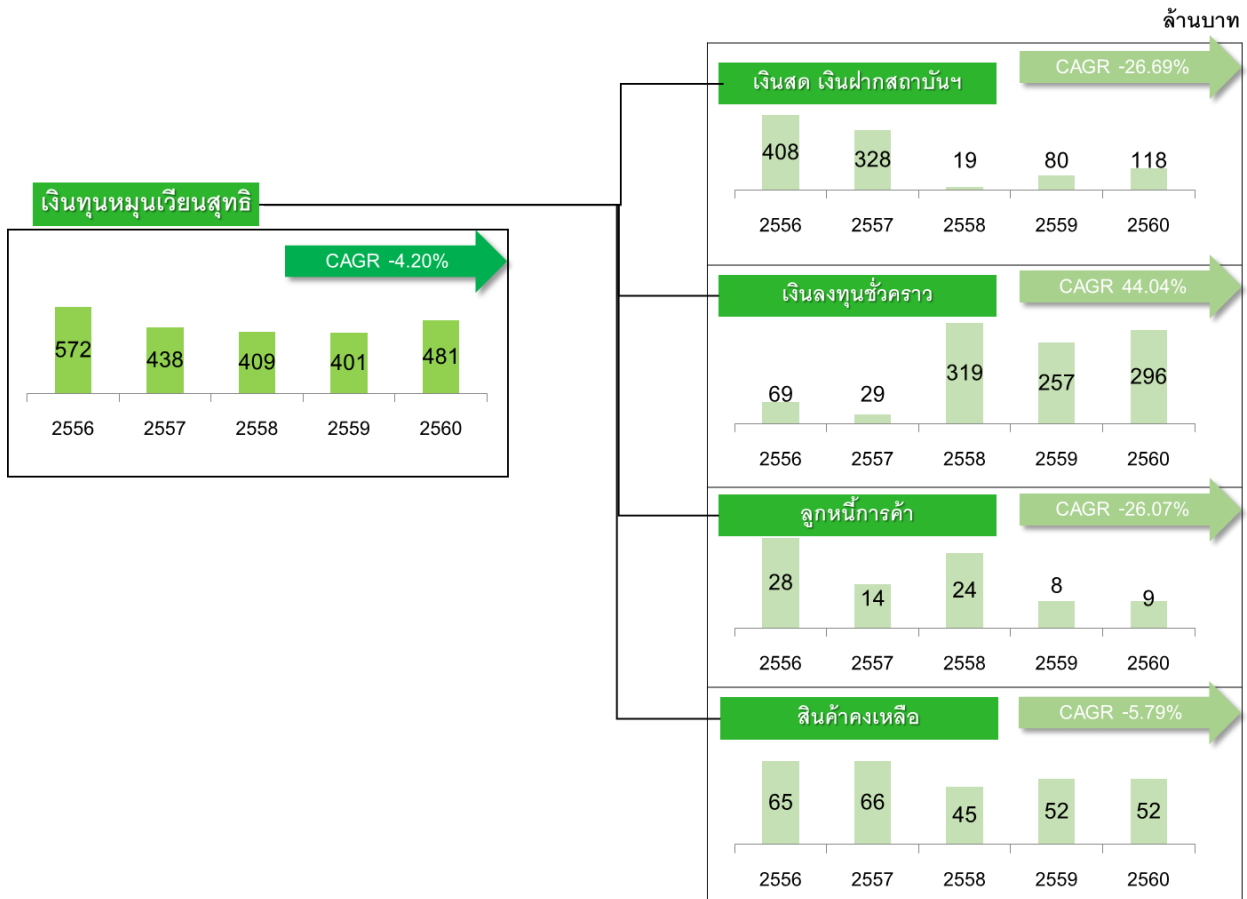 ล้านบาท
เงินทุนหมุนเวียนสุทธิ
CAGR -4.20%
572 438 409 401 481
2556 2557 2558 2559 2560
เงินสด เงินฝากสถาบันฯ
CAGR -26.69%
408 328 19 80 118
2556 2557 2558 2559 2560
เงินลงทุนชั่วคราว
CAGR 44.04%
69 29 319 257 296
2556 2557 2558 2559 2560
ลูกหนี้การค้า
CAGR -26.07%
28 14 24 8 9
2556 2557 2558 2559 2560
สินค้าคงเหลือ
CAGR -5.79%
65 66 45 52 52
2556 2557 2558 2559 2560